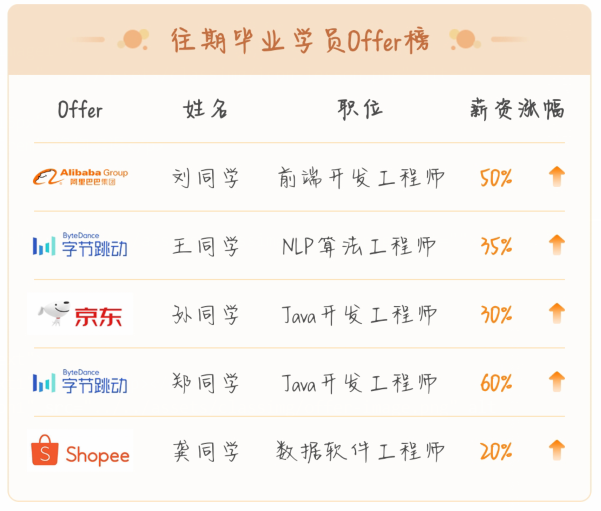 往期毕业学员Offer榜
Offer 姓名 职位 薪资涨幅
Alibaba Group
阿里巴巴集团 刘同学 前端开发工程师 50%
ByteDance
字节跳动 王同学 NLP算法工程师 35%
京东 孙同学 Java开发工程师 30%
ByteDance
字节跳动 郑同学 Java开发工程师 60%
S Shopee 龚同学 数据软件工程师 20%